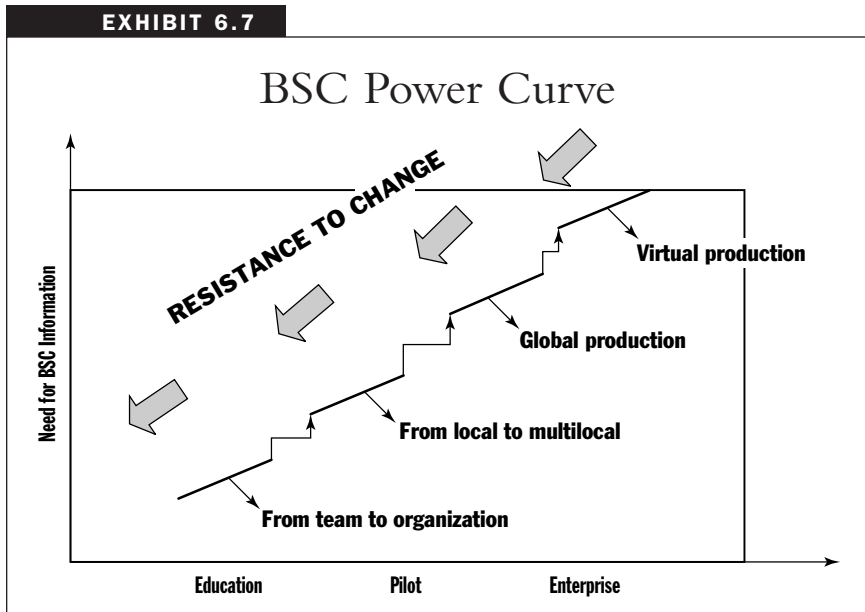 EXHIBIT 6.7
BSC Power Curve
RESISTANCE TO CHANGE
Need for BSC Information
Virtual production
Global production
From local to multilocal
From team to organization
Education Pilot Enterprise